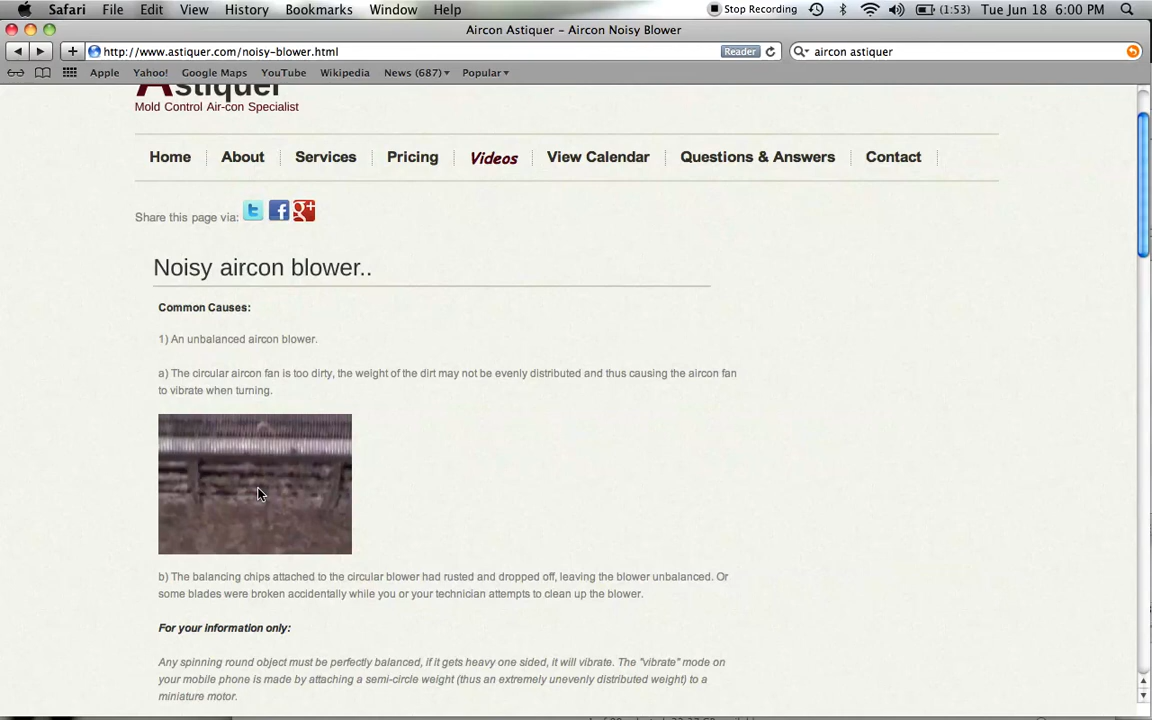 Safari File Edit View History Bookmarks Window Help Stop Recording (1:53) Tue Jun 18 6:00 PM
Aircon Astiquer – Aircon Noisy Blower
http://www.astiquer.com/noisy-blower.html Reader aircon astiquer
Apple Yahoo! Google Maps YouTube Wikipedia News (687) Popular
Astiquer
Mold Control Air-con Specialist
Home About Services Pricing Videos View Calendar Questions & Answers Contact
Share this page via:
Noisy aircon blower..
Common Causes:
1) An unbalanced aircon blower.
a) The circular aircon fan is too dirty, the weight of the dirt may not be evenly distributed and thus causing the aircon fan
to vibrate when turning.
b) The balancing chips attached to the circular blower had rusted and dropped off, leaving the blower unbalanced. Or
some blades were broken accidentally while you or your technician attempts to clean up the blower.
For your information only:
Any spinning round object must be perfectly balanced, if it gets heavy one sided, it will vibrate. The "vibrate" mode on
your mobile phone is made by attaching a semi-circle weight (thus an extremely unevenly distributed weight) to a
miniature motor.